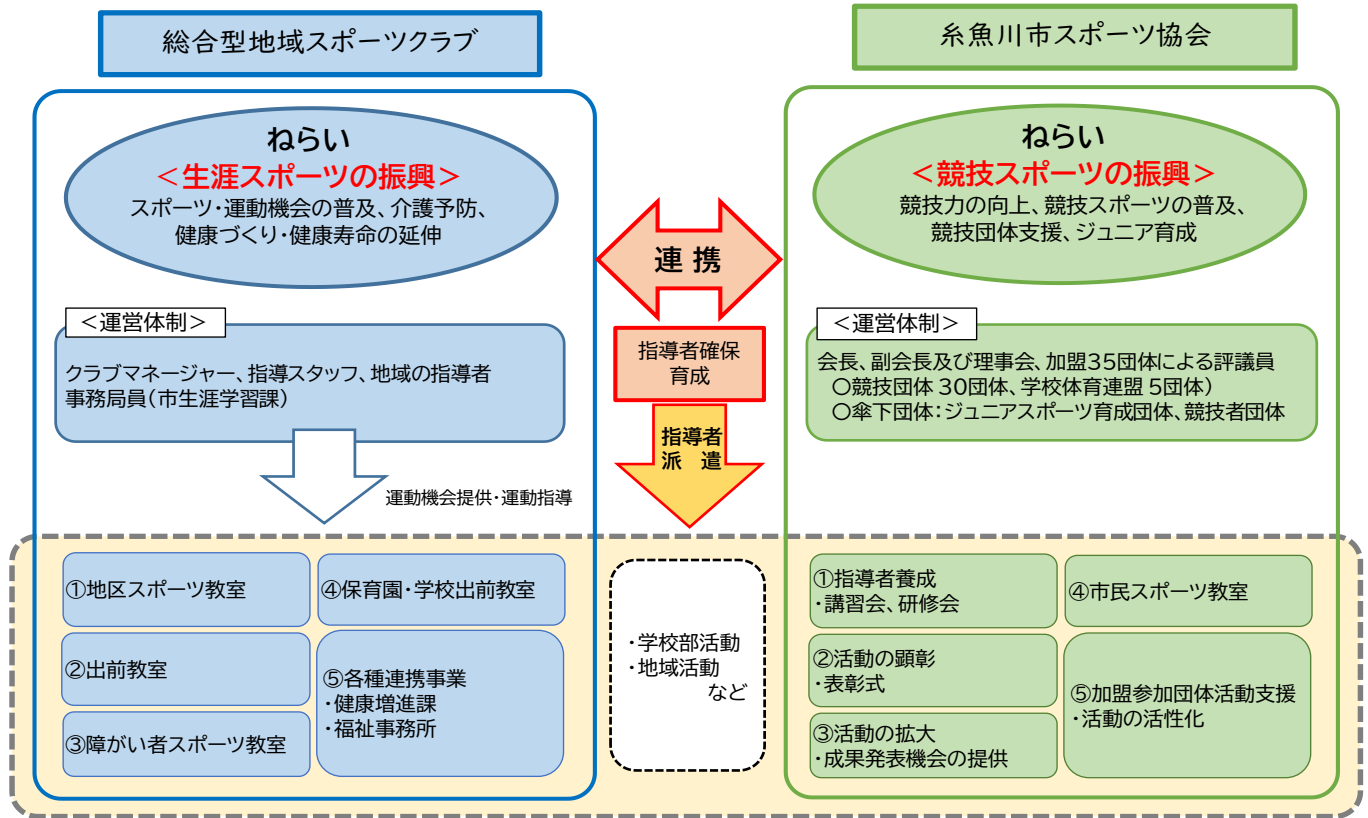 総合型地域スポーツクラブ
ねらい
＜生涯スポーツの振興＞
スポーツ・運動機会の普及、介護予防、
健康づくり・健康寿命の延伸
＜運営体制＞
クラブマネージャー、指導スタッフ、地域の指導者
事務局員（市生涯学習課）
運動機会提供・運動指導
①地区スポーツ教室
②出前教室
③障がい者スポーツ教室
④保育園・学校出前教室
⑤各種連携事業
・健康増進課
・福祉事務所
連 携
指導者確保
育成
指導者
派　遣
・学校部活動
・地域活動
など
糸魚川市スポーツ協会
ねらい
＜競技スポーツの振興＞
競技力の向上、競技スポーツの普及、
競技団体支援、ジュニア育成
＜運営体制＞
会長、副会長及び理事会、加盟３５団体による評議員
〇競技団体 ３０団体、学校体育連盟 ５団体）
〇傘下団体：ジュニアスポーツ育成団体、競技者団体
①指導者養成
・講習会、研修会
②活動の顕彰
・表彰式
③活動の拡大
・成果発表機会の提供
④市民スポーツ教室
⑤加盟参加団体活動支援
・活動の活性化